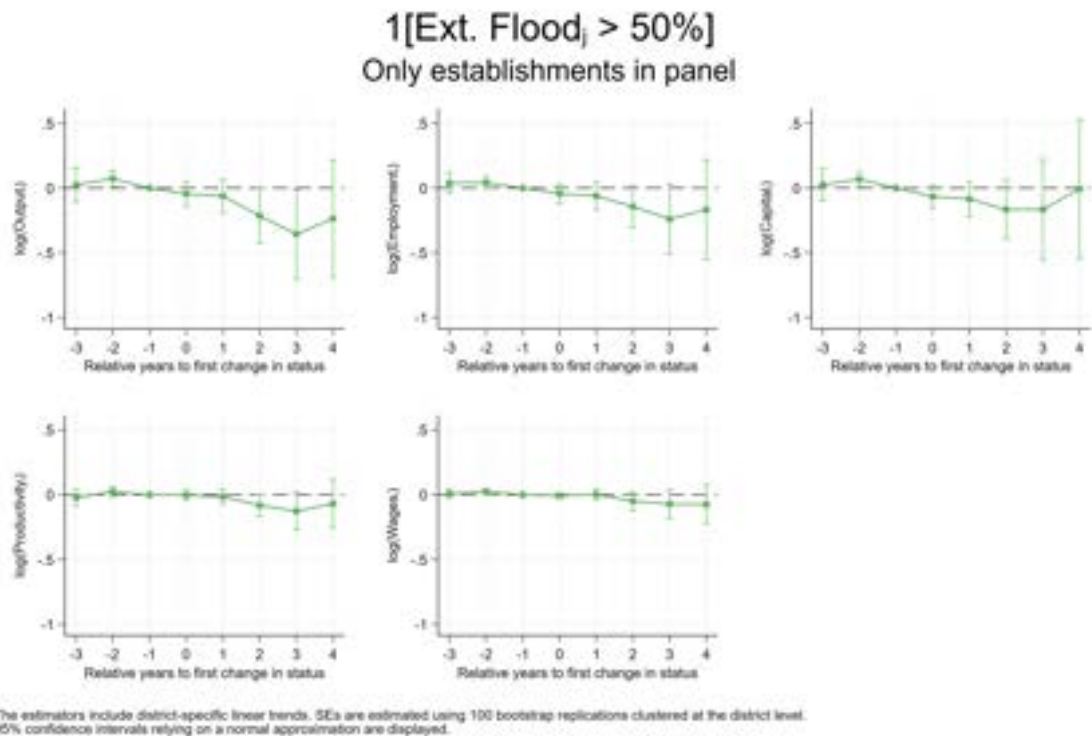 1[Ext. Floodj > 50%]
Only establishments in panel
.5
0
-.5
-1
log(Output.)
-3 -2 -1 0 1 2 3 4
Relative years to first change in status
.5
0
-.5
-1
log(Employment.)
-3 -2 -1 0 1 2 3 4
Relative years to first change in status
.5
0
-.5
-1
log(Capital.)
-3 -2 -1 0 1 2 3 4
Relative years to first change in status
.5
0
-.5
-1
log(Productivity.)
-3 -2 -1 0 1 2 3 4
Relative years to first change in status
.5
0
-.5
-1
log(Wages.)
-3 -2 -1 0 1 2 3 4
Relative years to first change in status
he estimators include district-specific linear trends. SEs are estimated using 100 bootstrap replications clustered at the district level.
5% confidence intervals relying on a normal approximation are displayed.